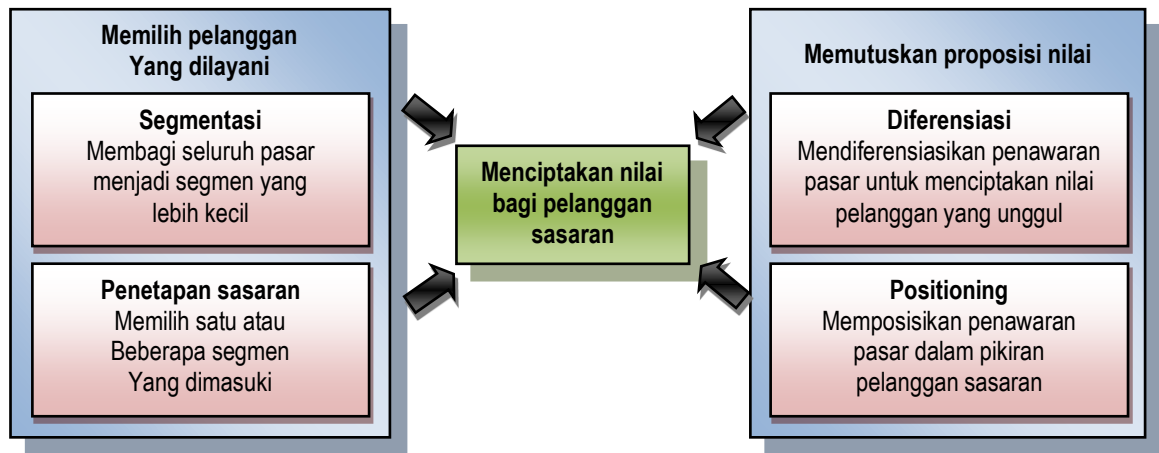 Memilih pelanggan
Yang dilayani
Segmentasi
Membagi seluruh pasar
menjadi segmen yang
lebih kecil
Penetapan sasaran
Memilih satu atau
Beberapa segmen
Yang dimasuki
Menciptakan nilai
bagi pelanggan
sasaran
Memutuskan proposisi nilai
Diferensiasi
Mendiferensiasikan penawaran
pasar untuk menciptakan nilai
pelanggan yang unggul
Positioning
Memposisikan penawaran
pasar dalam pikiran
pelanggan sasaran